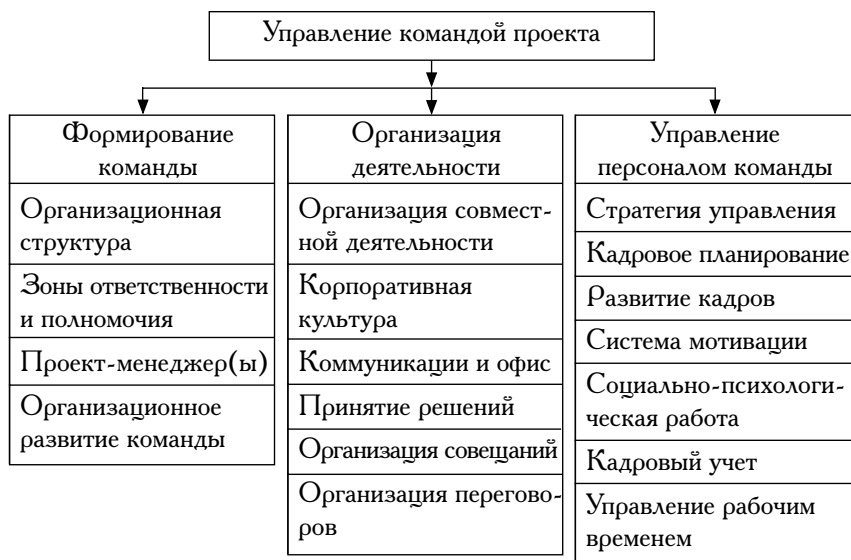 Управление командой проекта
Формирование
команды
Организационная
структура
Зоны ответственности
и полномочия
Проект-менеджер(ы)
Организационное
развитие команды
Организация
деятельности
Организация совмест-
ной деятельности
Корпоративная
культура
Коммуникации и офис
Принятие решений
Организация совещаний
Организация перегово-
ров
Управление
персоналом команды
Стратегия управления
Кадровое планирование
Развитие кадров
Система мотивации
Социально-психологи-
ческая работа
Кадровый учет
Управление рабочим
временем